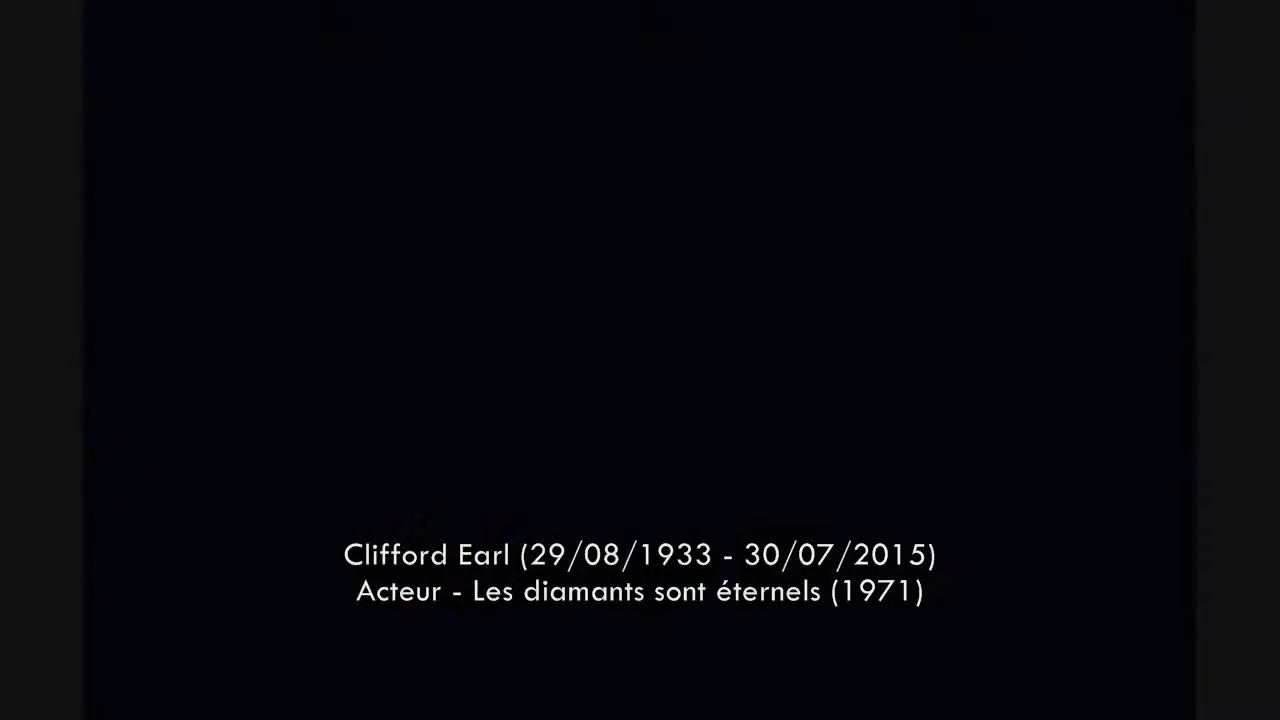 Clifford Earl (29/08/1933 - 30/07/2015)
Acteur - Les diamants sont éternels (1971)